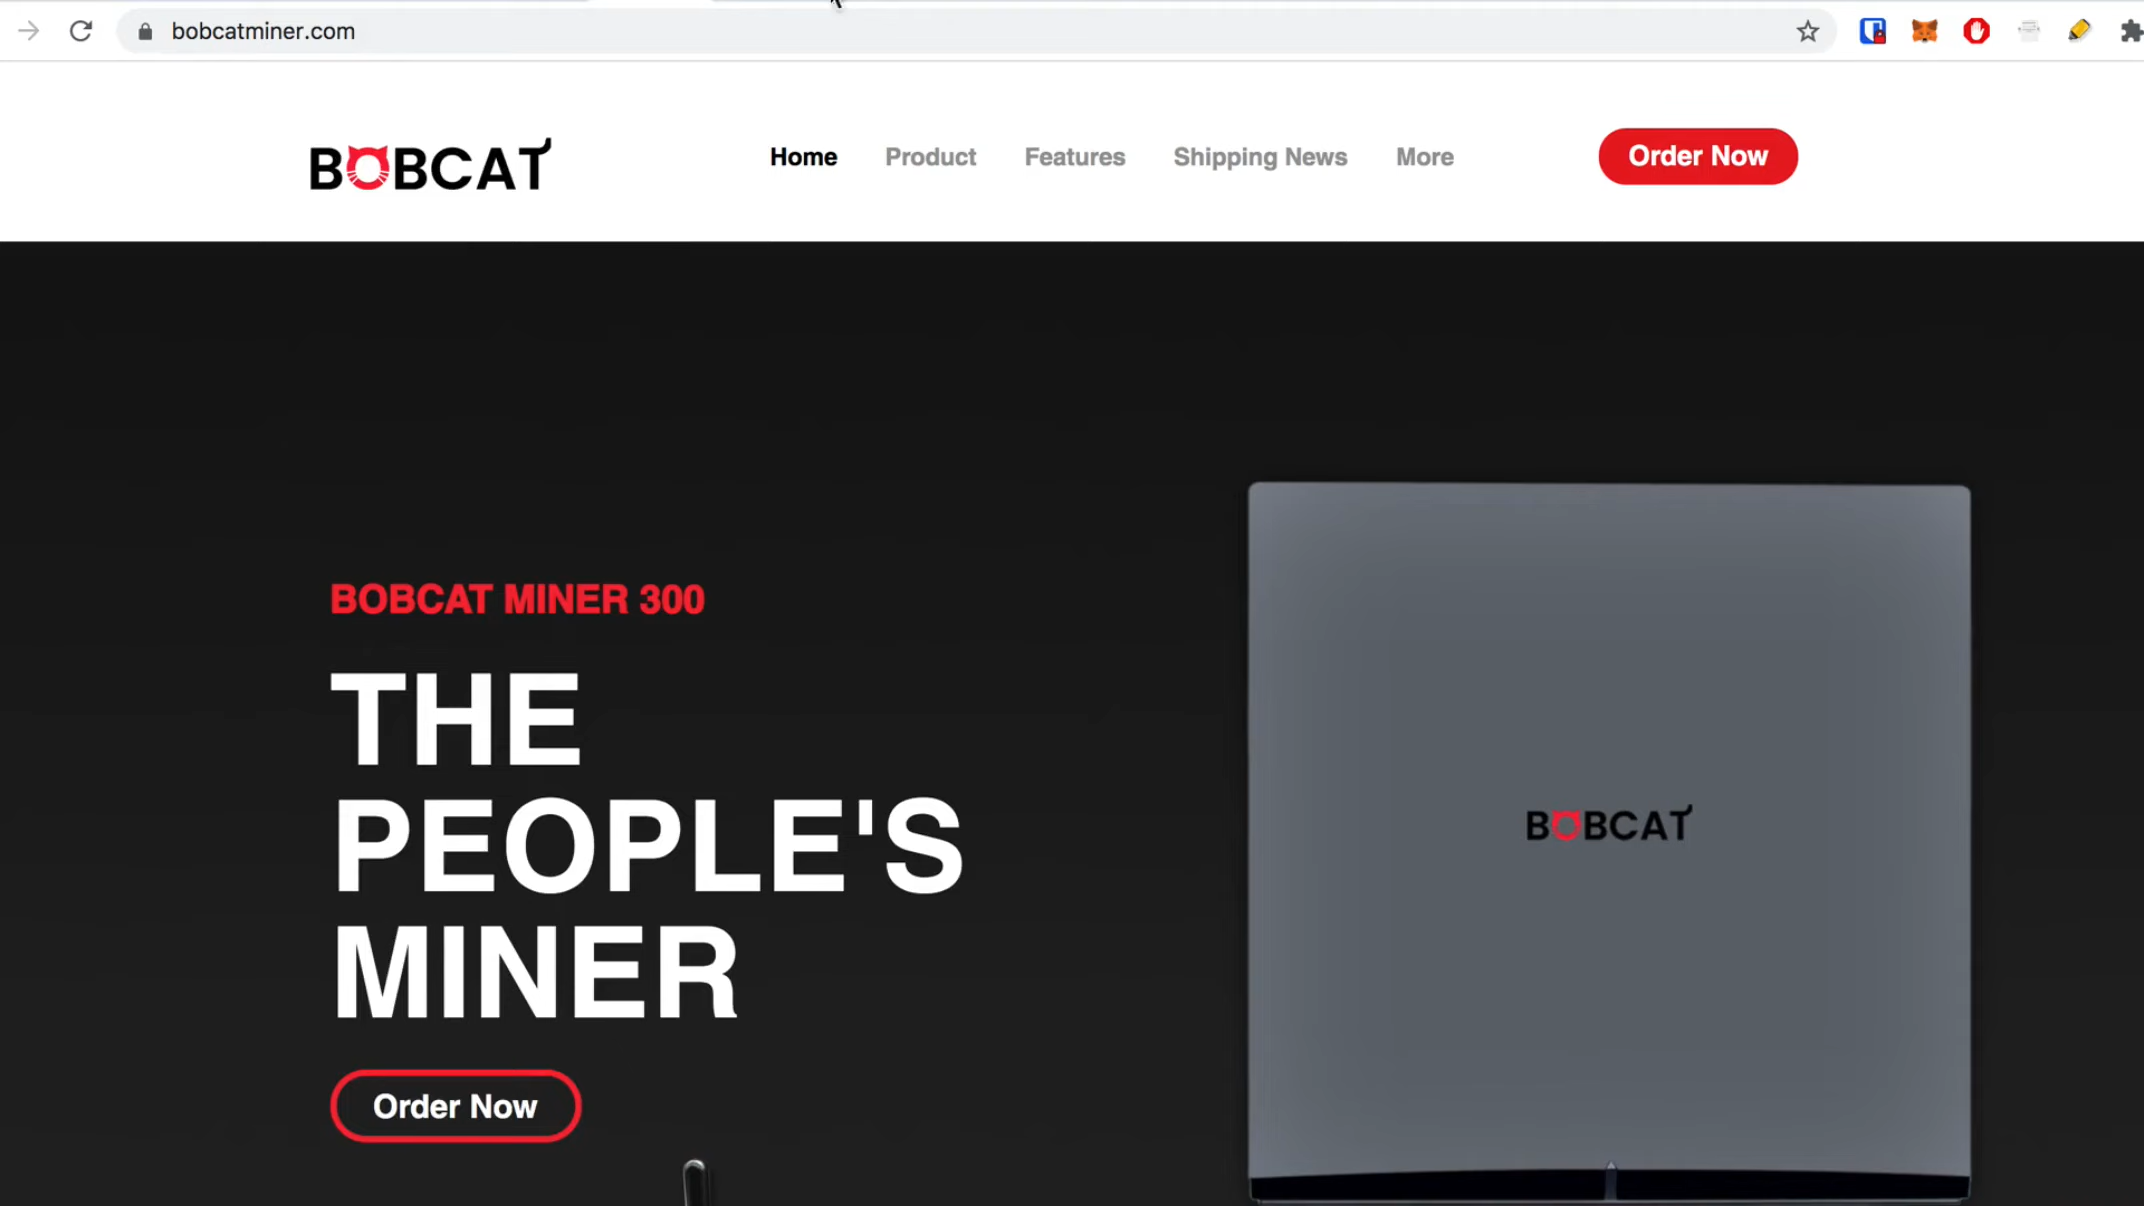 bobcatminer.com
BOBCAT
Home
Product
Features
Shipping News
More
Order Now
BOBCAT MINER 300
THE
PEOPLE'S
MINER
Order Now
BOBCAT